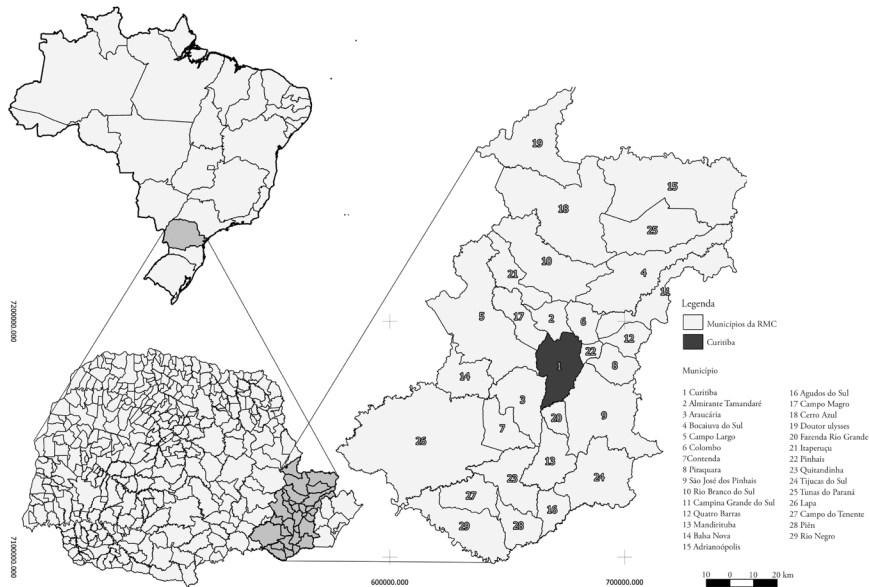 19
15
18
25
10
4
21
11
5
17
2
6
12
22
1
8
14
3
20
9
26
7
13
23
24
27
16
29
28
7200000.000
7100000.000
600000.000
700000.000
Legenda
Municípios da RMC
Curitiba
Município
1 Curitiba
2 Almirante Tamandaré
3 Araucária
4 Bocaiuva do Sul
5 Campo Largo
6 Colombo
7Contenda
8 Piraquara
9 São José dos Pinhais
10 Rio Branco do Sul
11 Campina Grande do Sul
12 Quatro Barras
13 Mandirituba
14 Balsa Nova
15 Adrianoópolis
16 Agudos do Sul
17 Campo Magro
18 Cerro Azul
19 Doutor ulysses
20 Fazenda Rio Grande
21 Itaperuçu
22 Pinhais
23 Quitandinha
24 Tijucas do Sul
25 Tunas do Paraná
26 Lapa
27 Campo do Tenente
28 Piên
29 Rio Negro
10 0 10 20 km